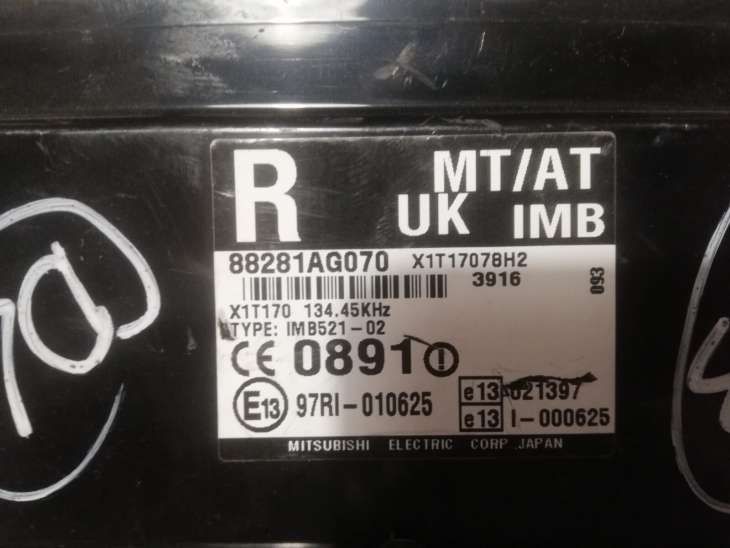 R
MT/AT
UK IMB
88281AG070 X1T17078H2
3916
093
X1T170 134.45KHz
TYPE: IMB521-02
CE 0891
E13 97RI-010625
e13 021397
e13 I-000625
MITSUBISHI ELECTRIC CORP.JAPAN